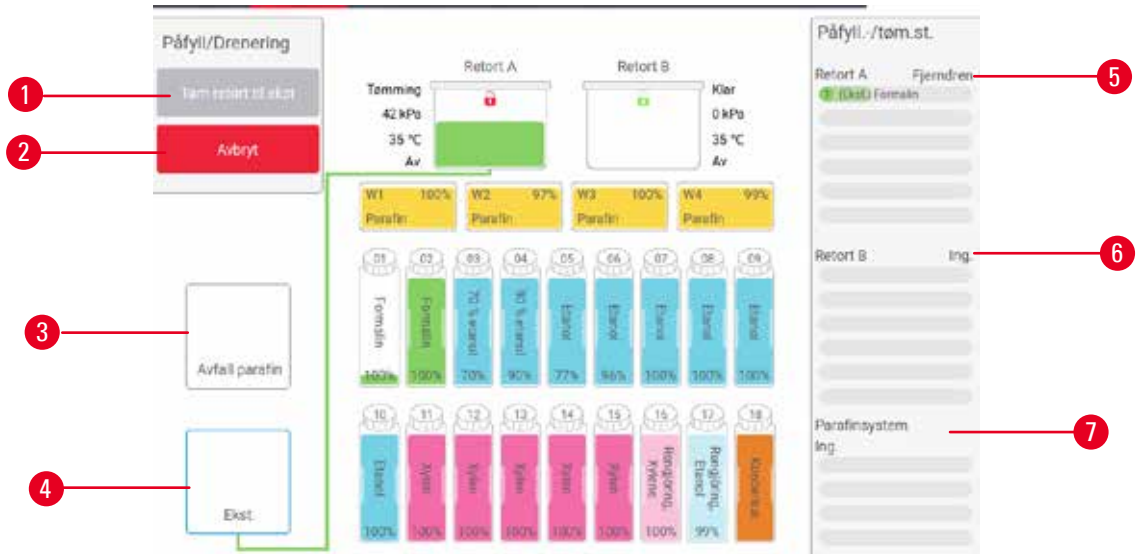 Påfyll/Drenering
Tøm retort til ekst
Avbryt
1
2
3
Avfall parafin
4
Ekst.
Retort A
Retort B
Tømming
42 kPa
35 °C
Av
Klar
0 kPa
35 °C
Av
W1 100%
Parafin
W2 97%
Parafin
W3 100%
Parafin
W4 99%
Parafin
01 Formalin 100%
02 Formalin 100%
03 70 % etanol 70%
04 90 % etanol 90%
05 Etanol 77%
06 Etanol 96%
07 Etanol 100%
08 Etanol 100%
09 Etanol 100%
10 Etanol 100%
11 Xylen 100%
12 Xylen 100%
13 Xylen 100%
14 Xylen 100%
15 Xylen 100%
16 Rengjøring, Xylene 100%
17 Rengjøring, Etanol 99%
18 Kondensat
Påfyll.-/tøm.st.
Retort A Fjerndren
(Ekst) Formalin
5
Retort B Ing.
6
Parafinsystem
Ing.
7